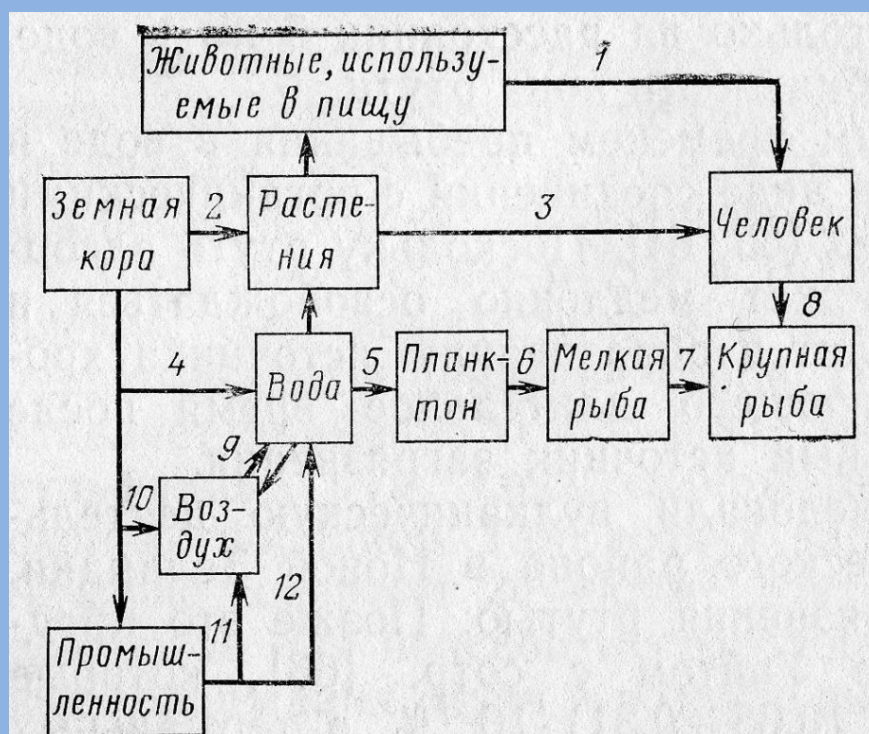 Животные, использу-
емые в пищу
1
Земная
кора
2
Расте-
ния
3
Человек
4
Вода
5
Планк-
тон
6
Мелкая
рыба
7
8
Крупная
рыба
9
10
Воз-
дух
11
12
Промыш-
ленность